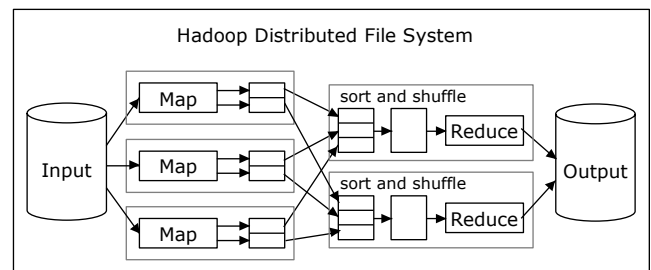 Hadoop Distributed File System
Input
Map
Map
Map
sort and shuffle
Reduce
sort and shuffle
Reduce
Output